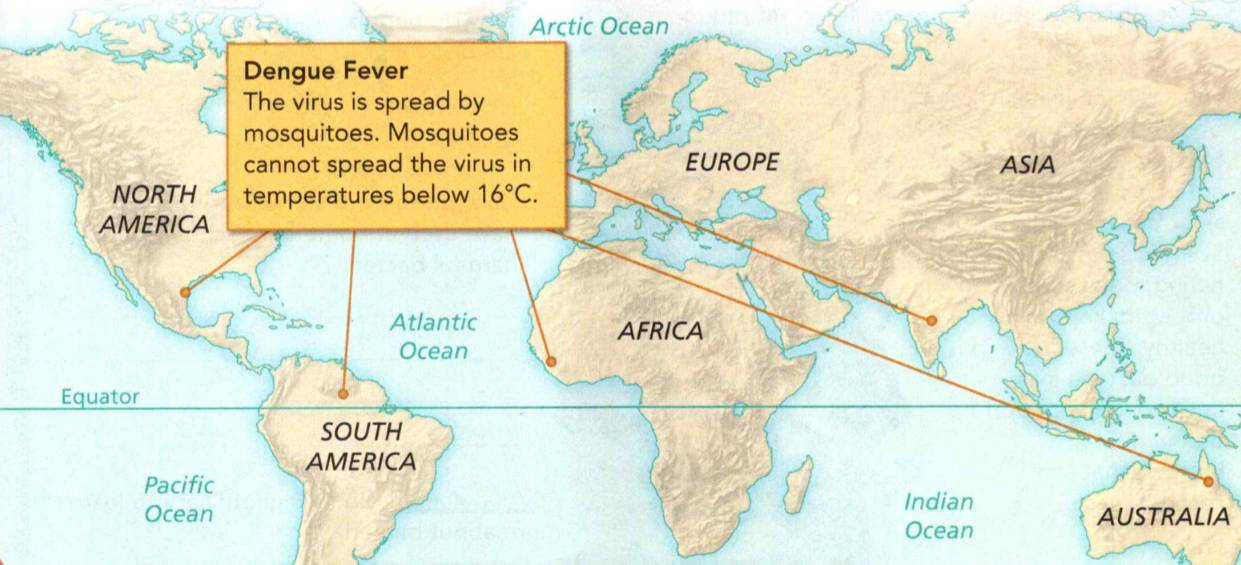 Arctic Ocean
Dengue Fever
The virus is spread by
mosquitoes. Mosquitoes
cannot spread the virus in
temperatures below 16°C.
NORTH
AMERICA
EUROPE
ASIA
Atlantic
Ocean
AFRICA
Equator
SOUTH
AMERICA
Pacific
Ocean
Indian
Ocean
AUSTRALIA